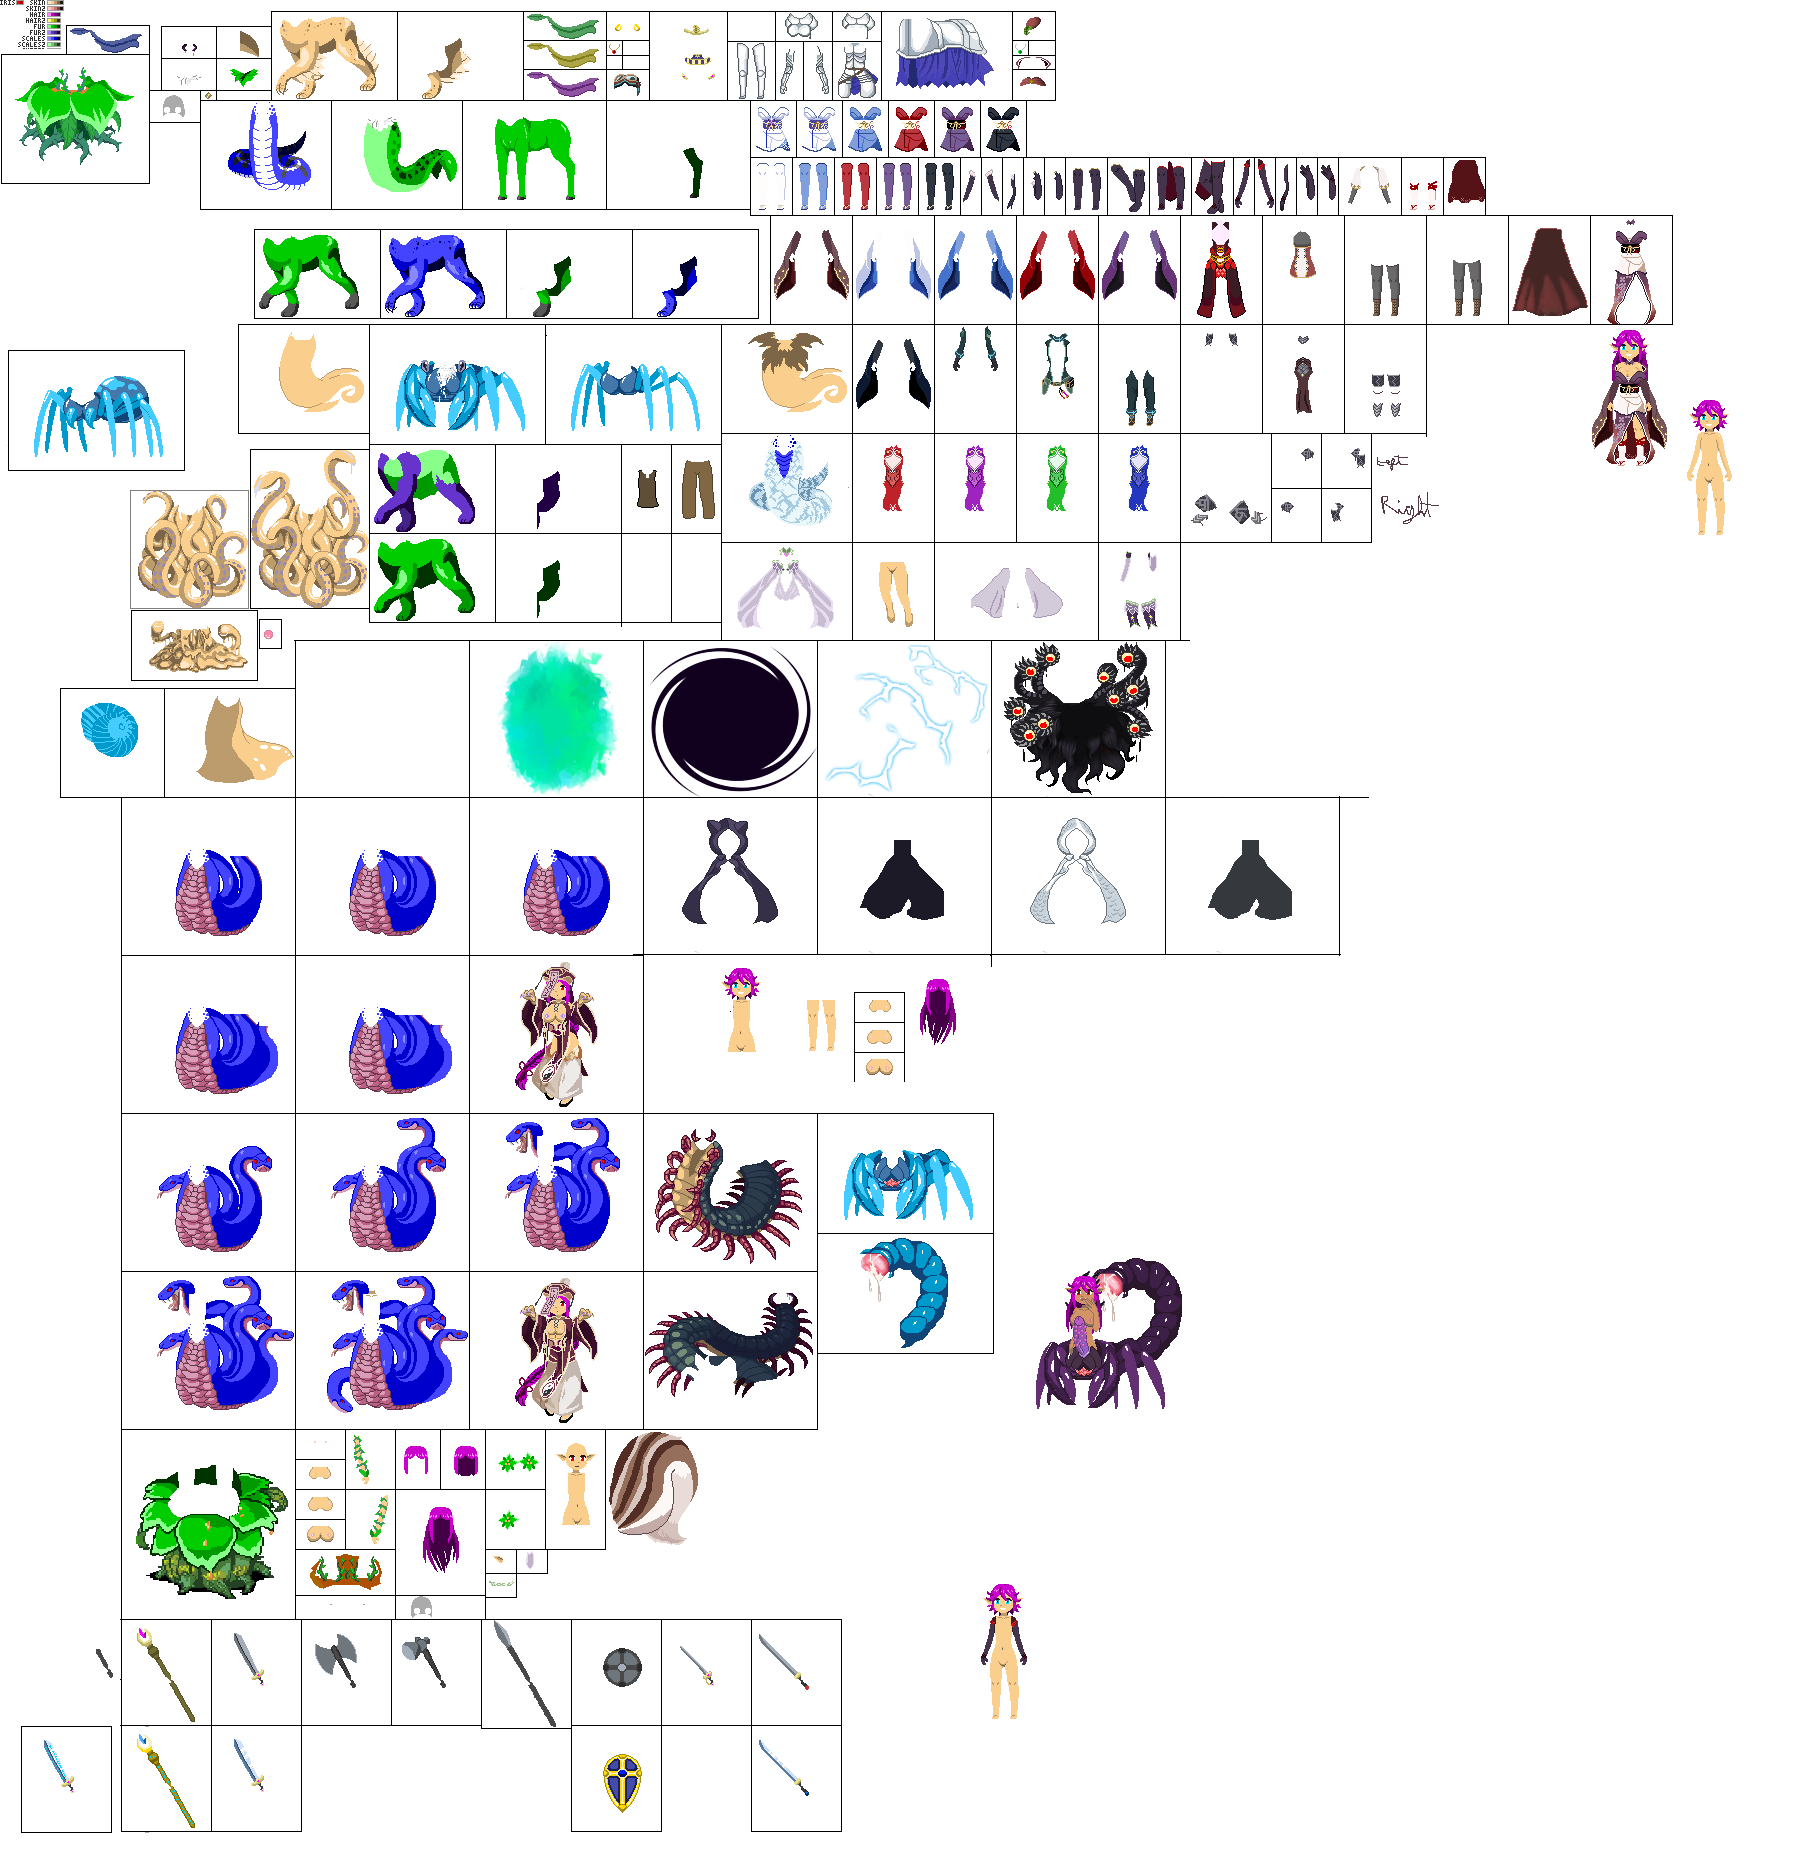 IRIS SKIN
SKIN2
HAIR
HAIR2
FUR
FUR2
SCALES
SCALES2
Left
Right